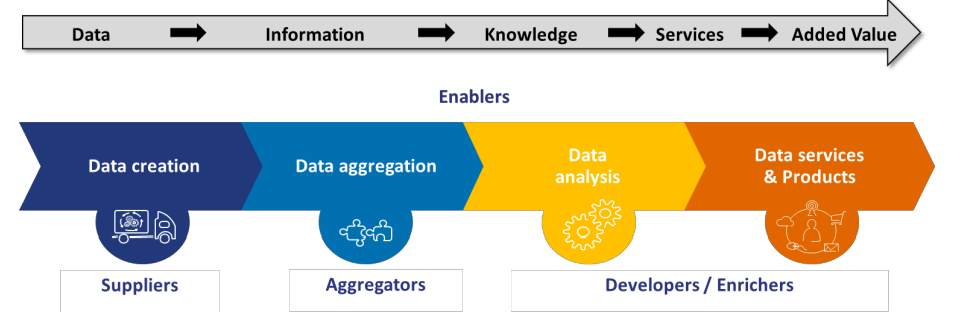 Data Information Knowledge Services Added Value
Enablers
Data creation
Data aggregation
Data
analysis
Data services
& Products
Suppliers
Aggregators
Developers / Enrichers